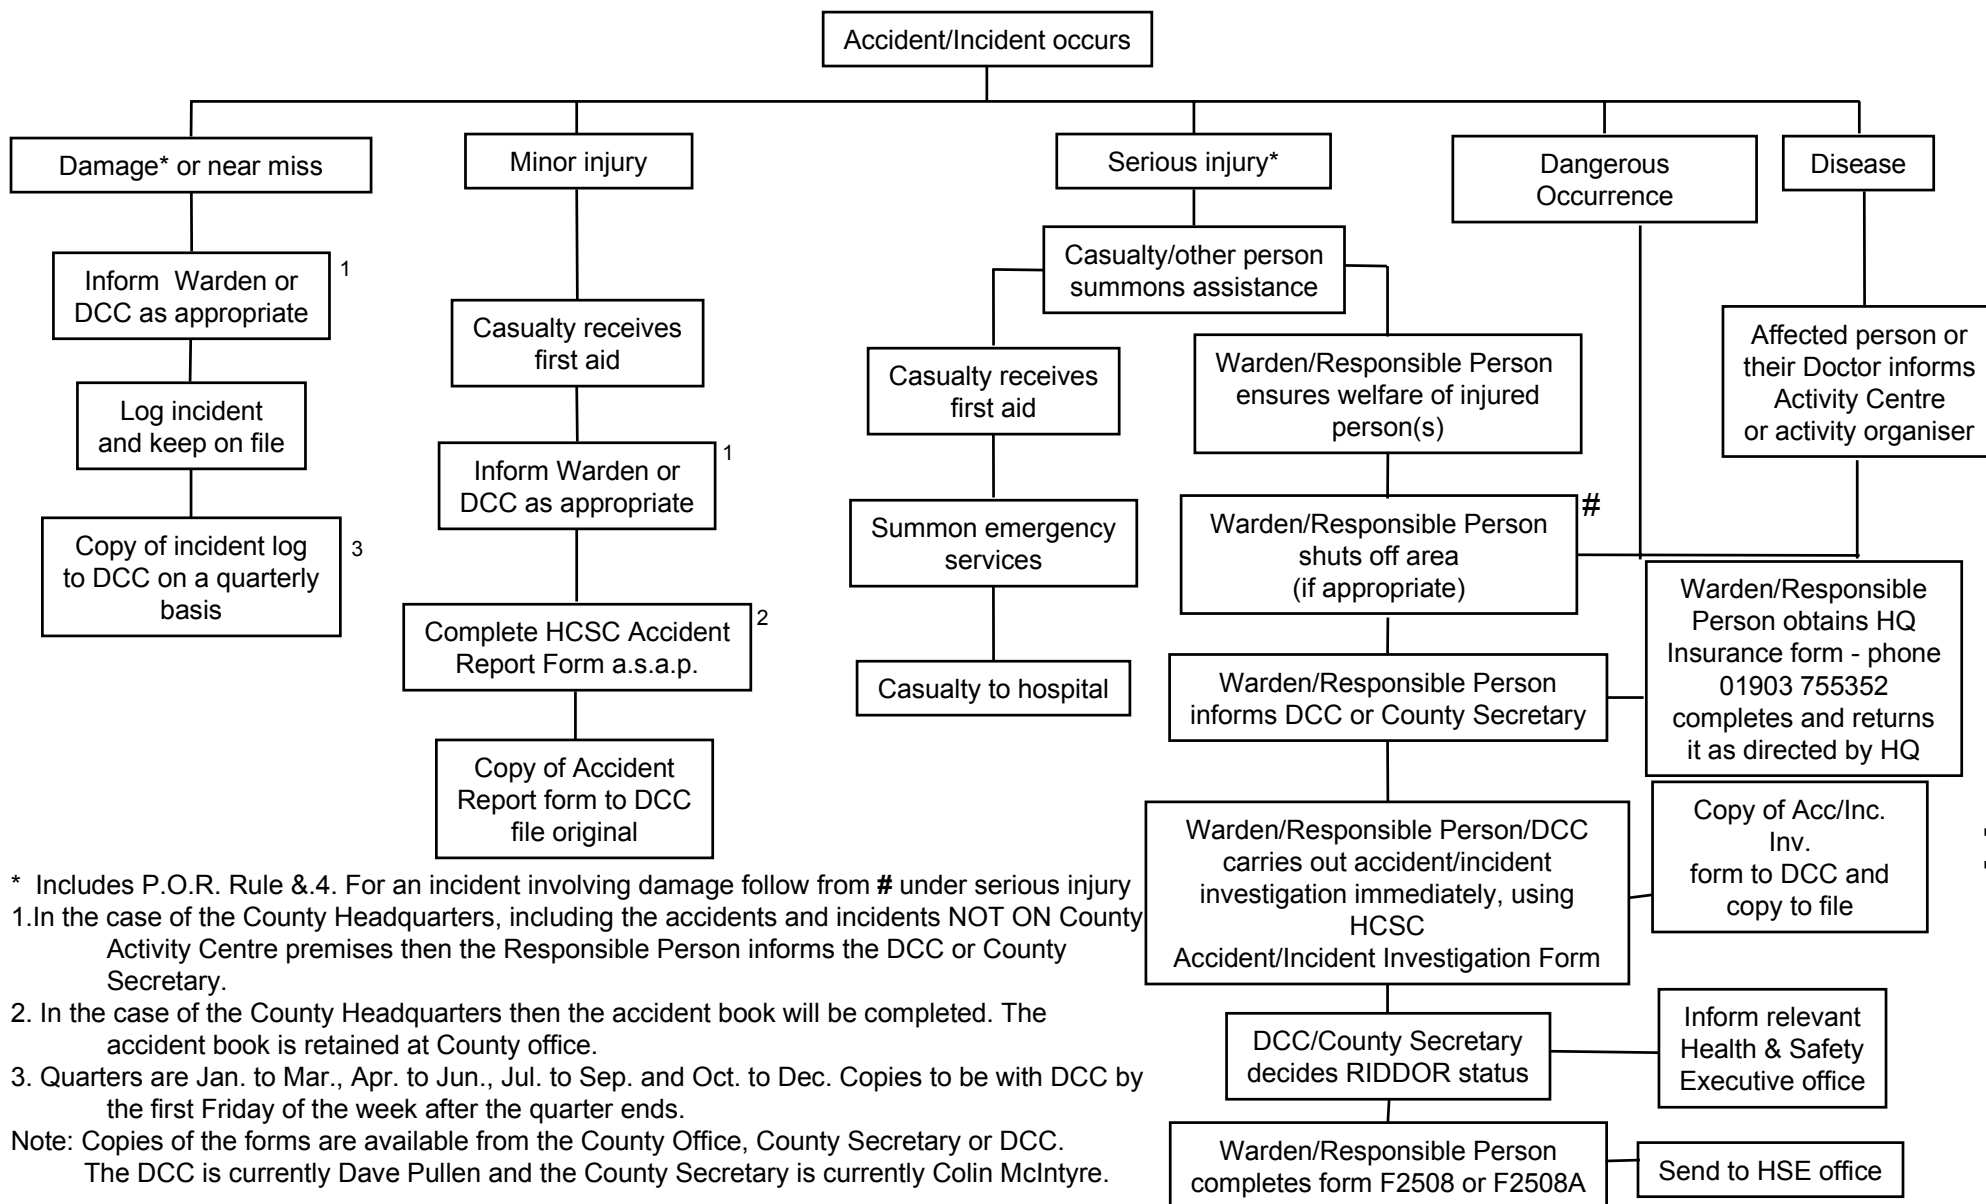 Accident/Incident occurs
Damage* or near miss
Minor injury
Serious injury*
Dangerous
Occurrence
Disease
Inform  Warden or
DCC as appropriate
1
Log incident
and keep on file
Copy of incident log
to DCC on a quarterly
basis
3
Casualty receives
first aid
Inform Warden or
DCC as appropriate
1
Complete HCSC Accident
Report Form a.s.a.p.
2
Copy of Accident
Report form to DCC
file original
Casualty/other person
summons assistance
Casualty receives
first aid
Summon emergency
services
Casualty to hospital
Warden/Responsible Person
ensures welfare of injured
person(s)
Warden/Responsible Person
shuts off area
(if appropriate)
#
Warden/Responsible Person
informs DCC or County Secretary
Warden/Responsible Person/DCC
carries out accident/incident
investigation immediately, using
HCSC
Accident/Incident Investigation Form
DCC/County Secretary
decides RIDDOR status
Warden/Responsible Person
completes form F2508 or F2508A
Affected person or
their Doctor informs
Activity Centre
or activity organiser
Warden/Responsible
Person obtains HQ
Insurance form - phone
01903 755352
completes and returns
it as directed by HQ
Copy of Acc/Inc.
Inv.
form to DCC and
copy to file
Inform relevant
Health & Safety
Executive office
Send to HSE office
* Includes P.O.R. Rule &.4. For an incident involving damage follow from # under serious injury
1.In the case of the County Headquarters, including the accidents and incidents NOT ON County
Activity Centre premises then the Responsible Person informs the DCC or County
Secretary.
2. In the case of the County Headquarters then the accident book will be completed. The
accident book is retained at County office.
3. Quarters are Jan. to Mar., Apr. to Jun., Jul. to Sep. and Oct. to Dec. Copies to be with DCC by
the first Friday of the week after the quarter ends.
Note: Copies of the forms are available from the County Office, County Secretary or DCC.
The DCC is currently Dave Pullen and the County Secretary is currently Colin McIntyre.